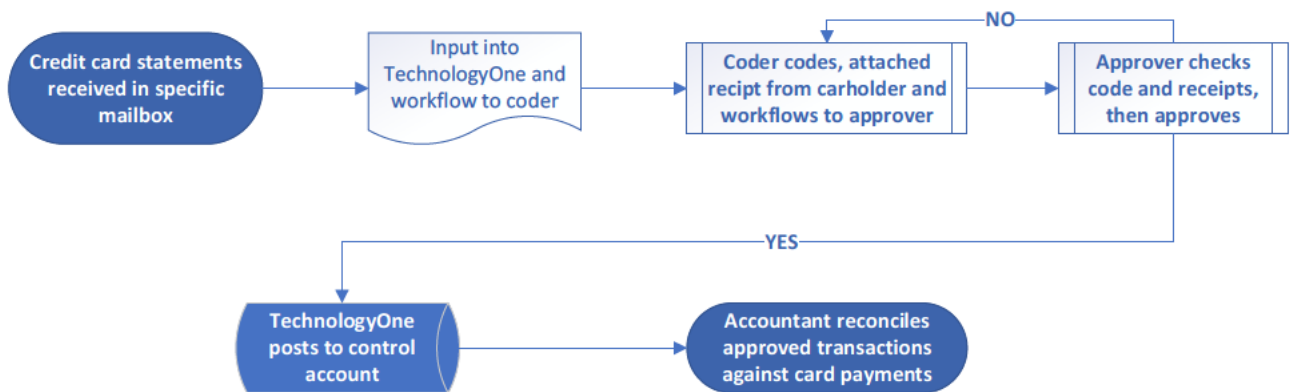 Credit card statements
received in specific
mailbox
Input into
TechnologyOne and
workflow to coder
Coder codes, attached
recipt from carholder and
workflows to approver
NO
Approver checks
code and receipts,
then approves
YES
TechnologyOne
posts to control
account
Accountant reconciles
approved transactions
against card payments